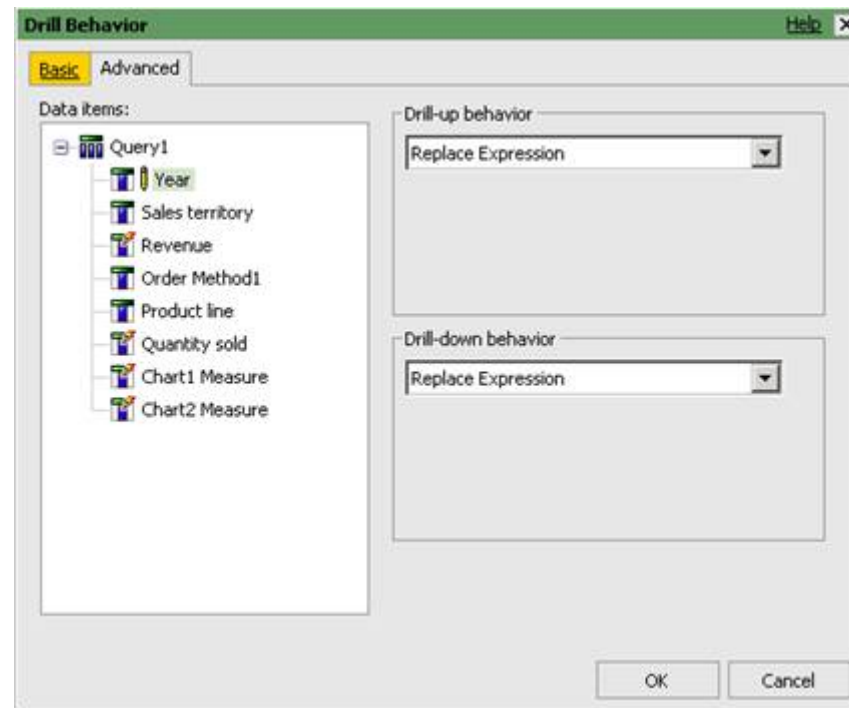 Drill Behavior Help
Basic Advanced
Data items:
Query1
Year
Sales territory
Revenue
Order Method1
Product line
Quantity sold
Chart1 Measure
Chart2 Measure
Drill-up behavior
Replace Expression
Drill-down behavior
Replace Expression
OK Cancel